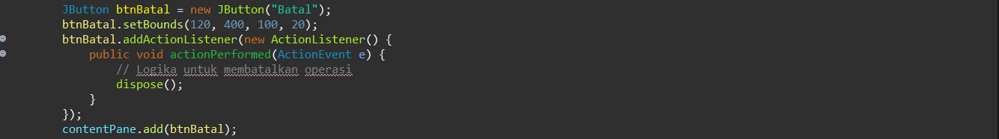 JButton btnBatal = new JButton("Batal");
btnBatal.setBounds(120, 400, 100, 20);
btnBatal.addActionListener(new ActionListener() {
public void actionPerformed(ActionEvent e) {
// Logika untuk membatalkan operasi
dispose();
}
});
contentPane.add(btnBatal);